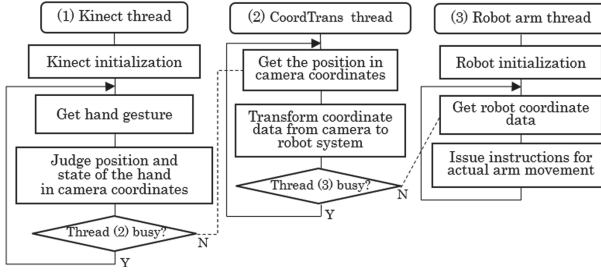 (1) Kinect thread
Kinect initialization
Get hand gesture
Judge position and
state of the hand
in camera coordinates
Thread (2) busy?
N
Y
(2) CoordTrans thread
Get the position in
camera coordinates
Transform coordinate
data from camera to
robot system
Thread (3) busy?
N
Y
(3) Robot arm thread
Robot initialization
Get robot coordinate
data
Issue instructions for
actual arm movement